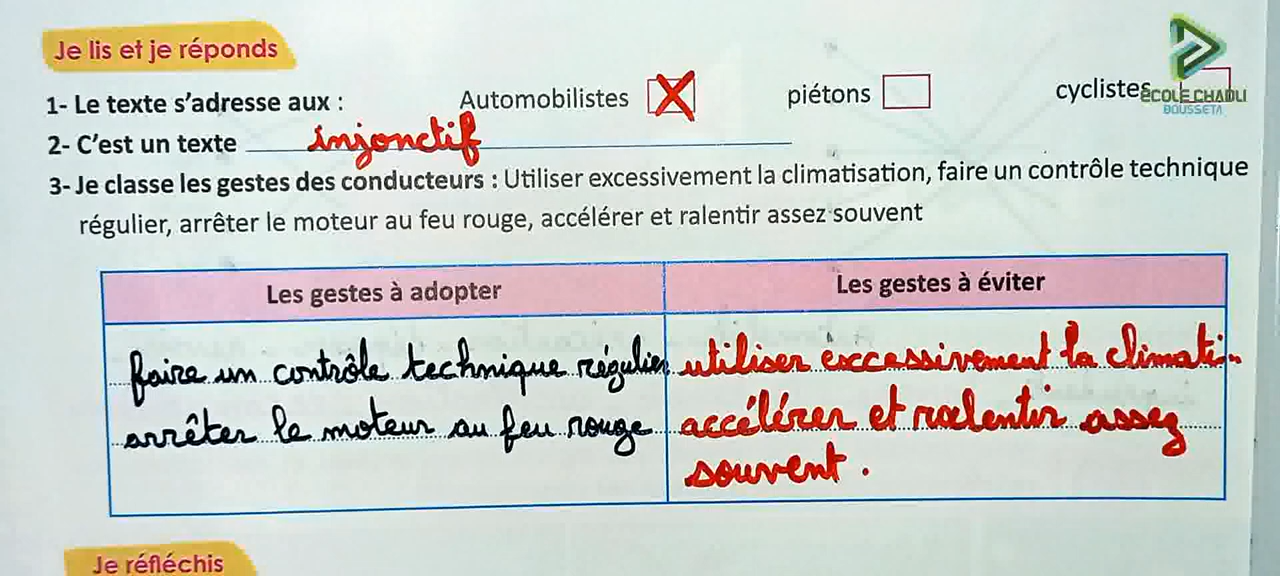 Je lis et je réponds
1- Le texte s'adresse aux : Automobilistes X piétons cyclistes
ÉCOLE CHADLI
BOUSSETA
2- C'est un texte injonctif
3- Je classe les gestes des conducteurs : Utiliser excessivement la climatisation, faire un contrôle technique
régulier, arrêter le moteur au feu rouge, accélérer et ralentir assez souvent
Les gestes à adopter Les gestes à éviter
faire un contrôle technique régulier utiliser excessivement la climati..
arrêter le moteur au feu rouge accélérer et ralentir assez
souvent.
Je réfléchis